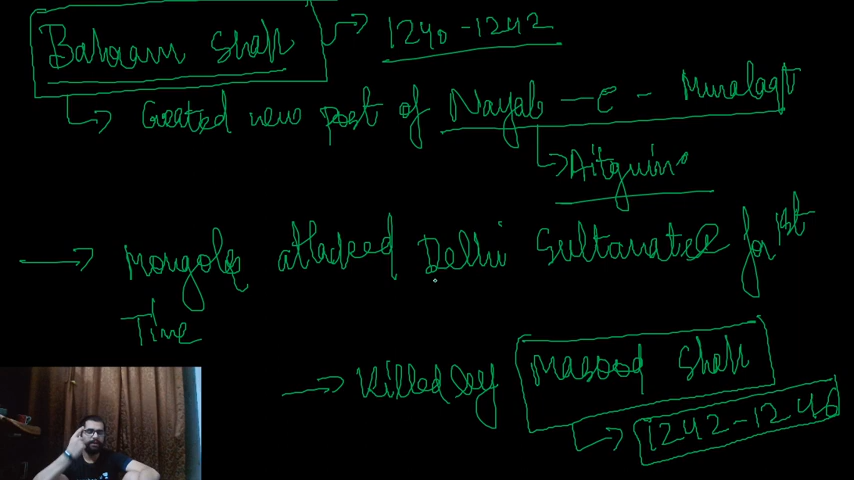 Bahram Shah → 1240-1242
↳ Created new post of Nayab-e-Mumalaqt
↳ Aitquin
→ Mongols attacked Delhi Sultanate for 1st
Time
→ Killed by Masood Shah
↳ 1242-1246